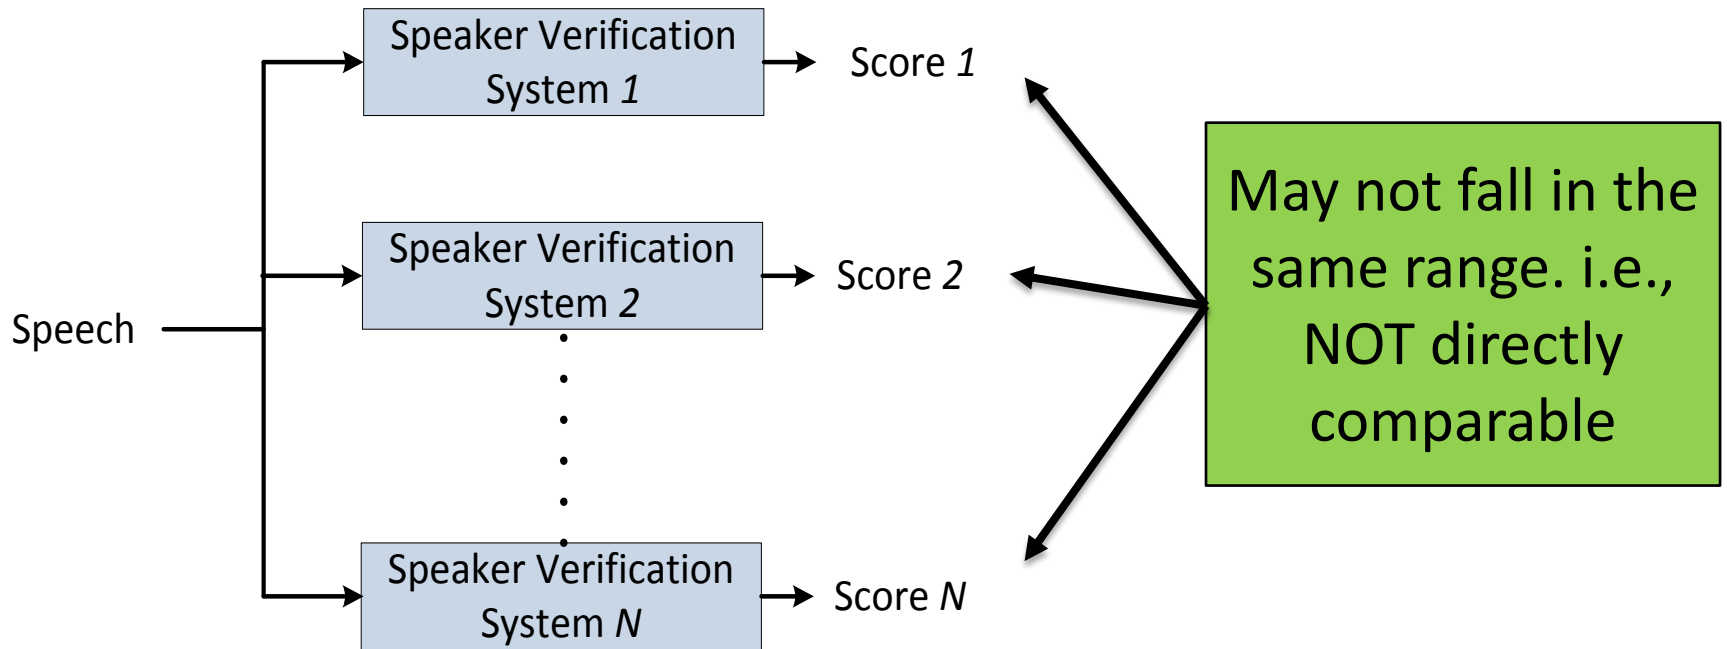 Speech
Speaker Verification
System 1
Score 1
Speaker Verification
System 2
Score 2
Speaker Verification
System N
Score N
May not fall in the
same range. i.e.,
NOT directly
comparable